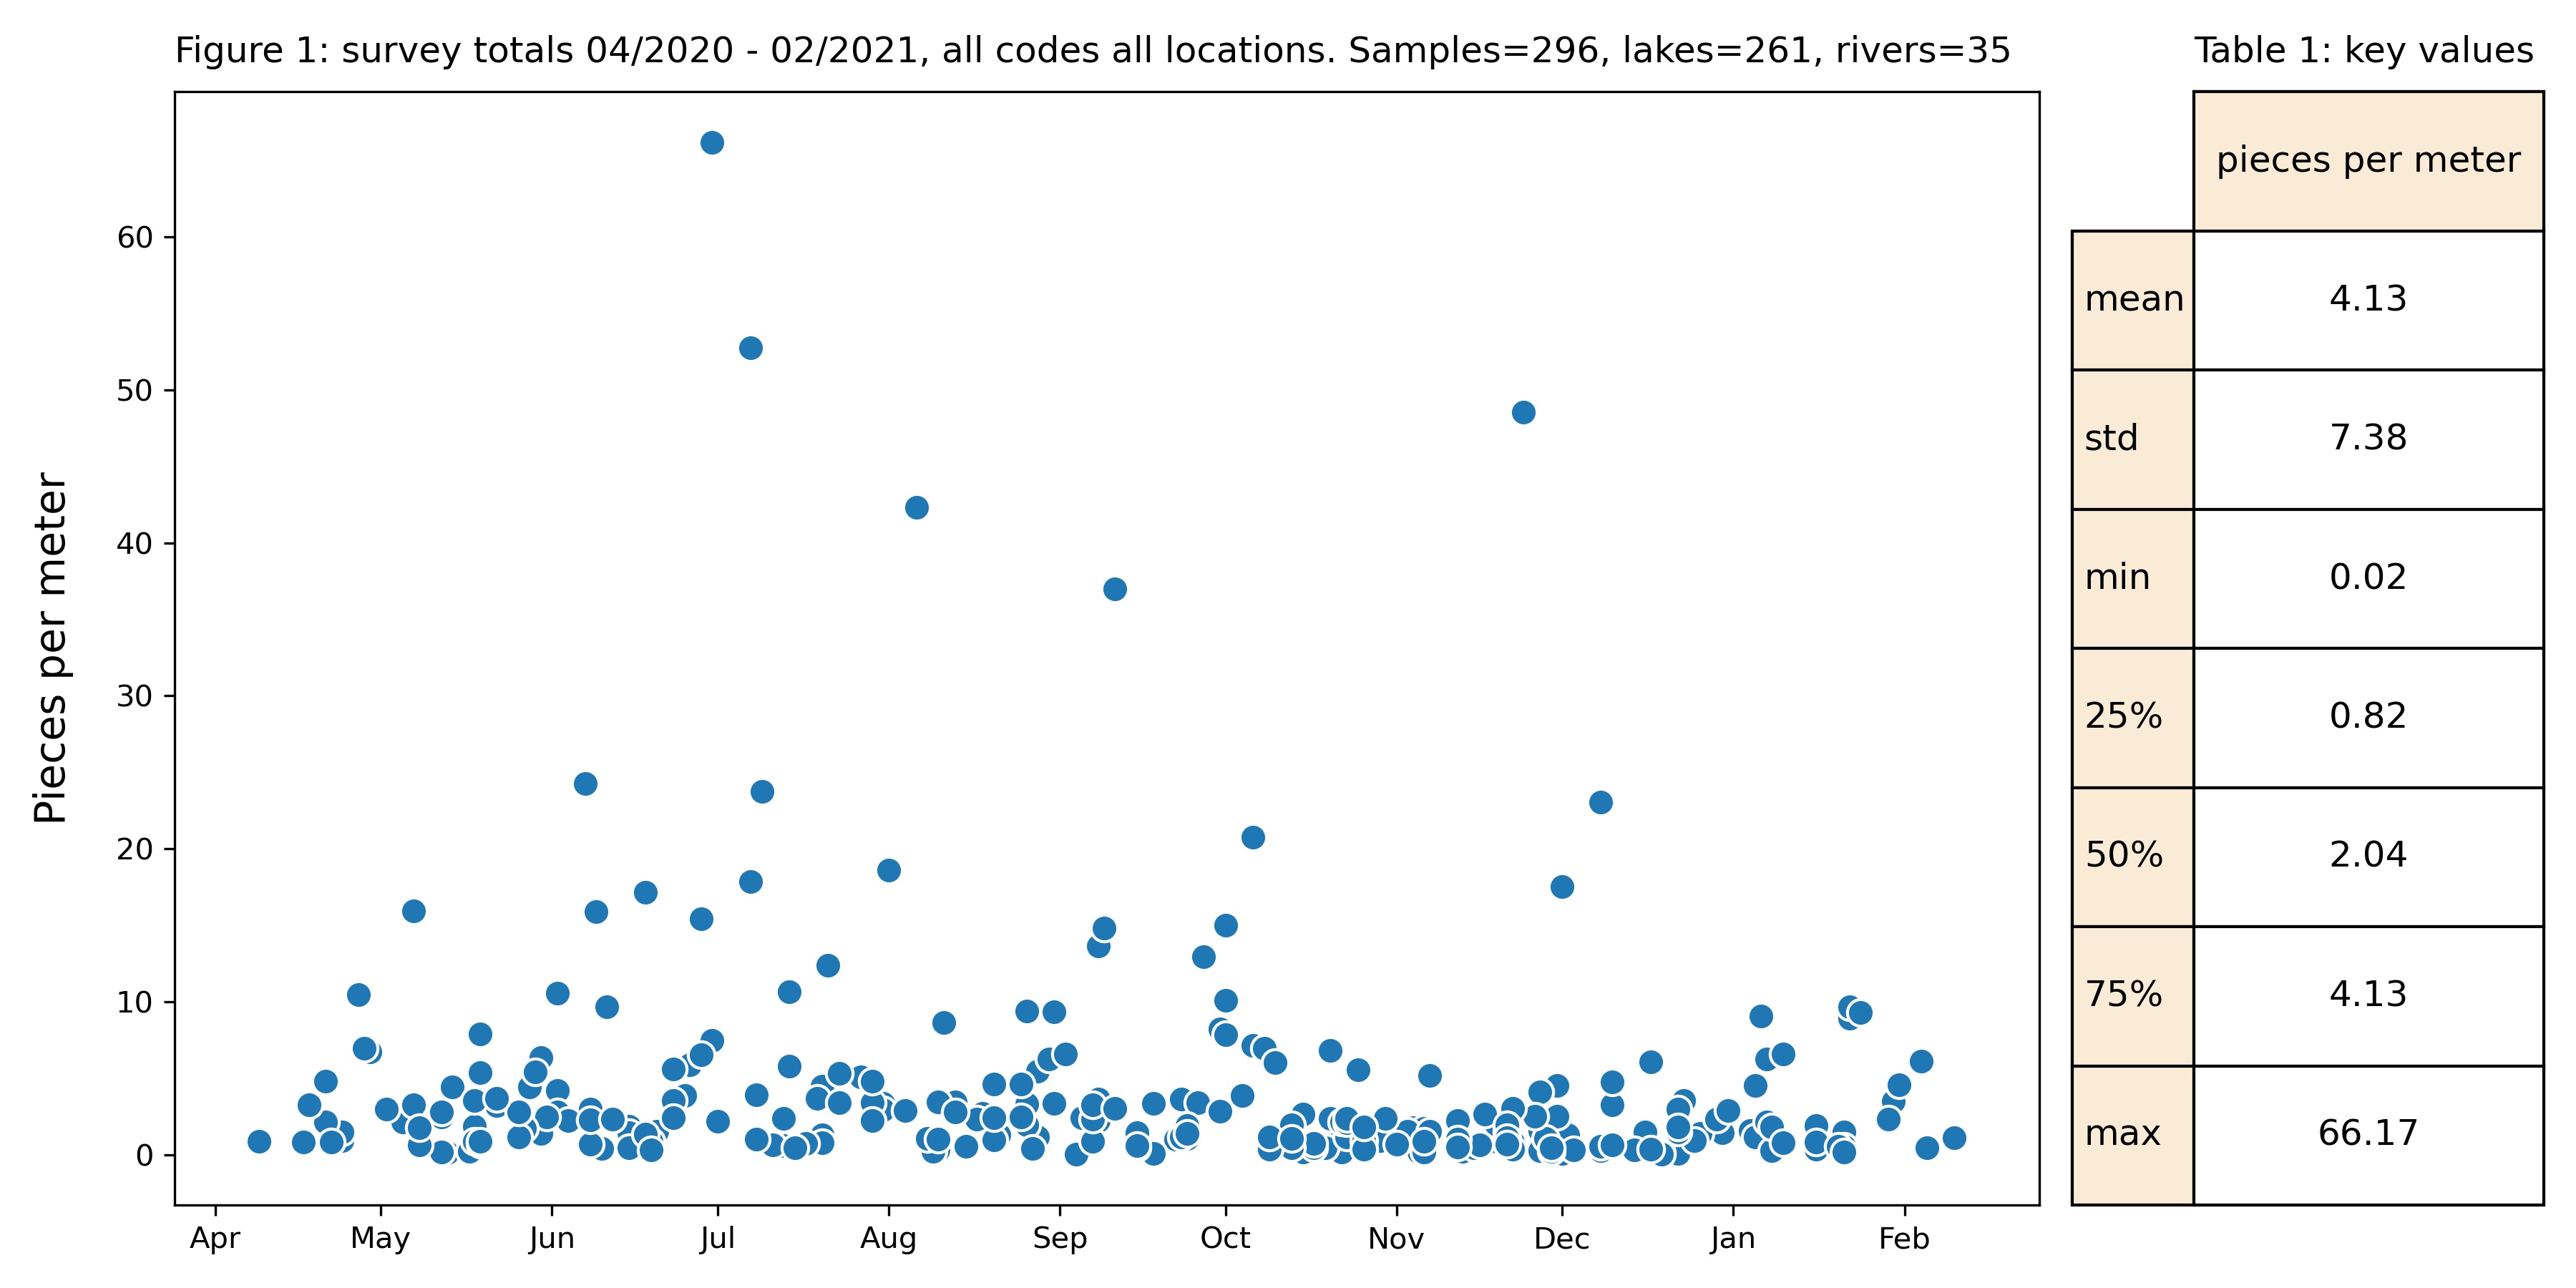 Figure 1: survey totals 04/2020 - 02/2021, all codes all locations. Samples=296, lakes=261, rivers=35
Pieces per meter
60
50
40
30
20
10
0
Apr May Jun Jul Aug Sep Oct Nov Dec Jan Feb
Table 1: key values
pieces per meter
mean 4.13
std 7.38
min 0.02
25% 0.82
50% 2.04
75% 4.13
max 66.17